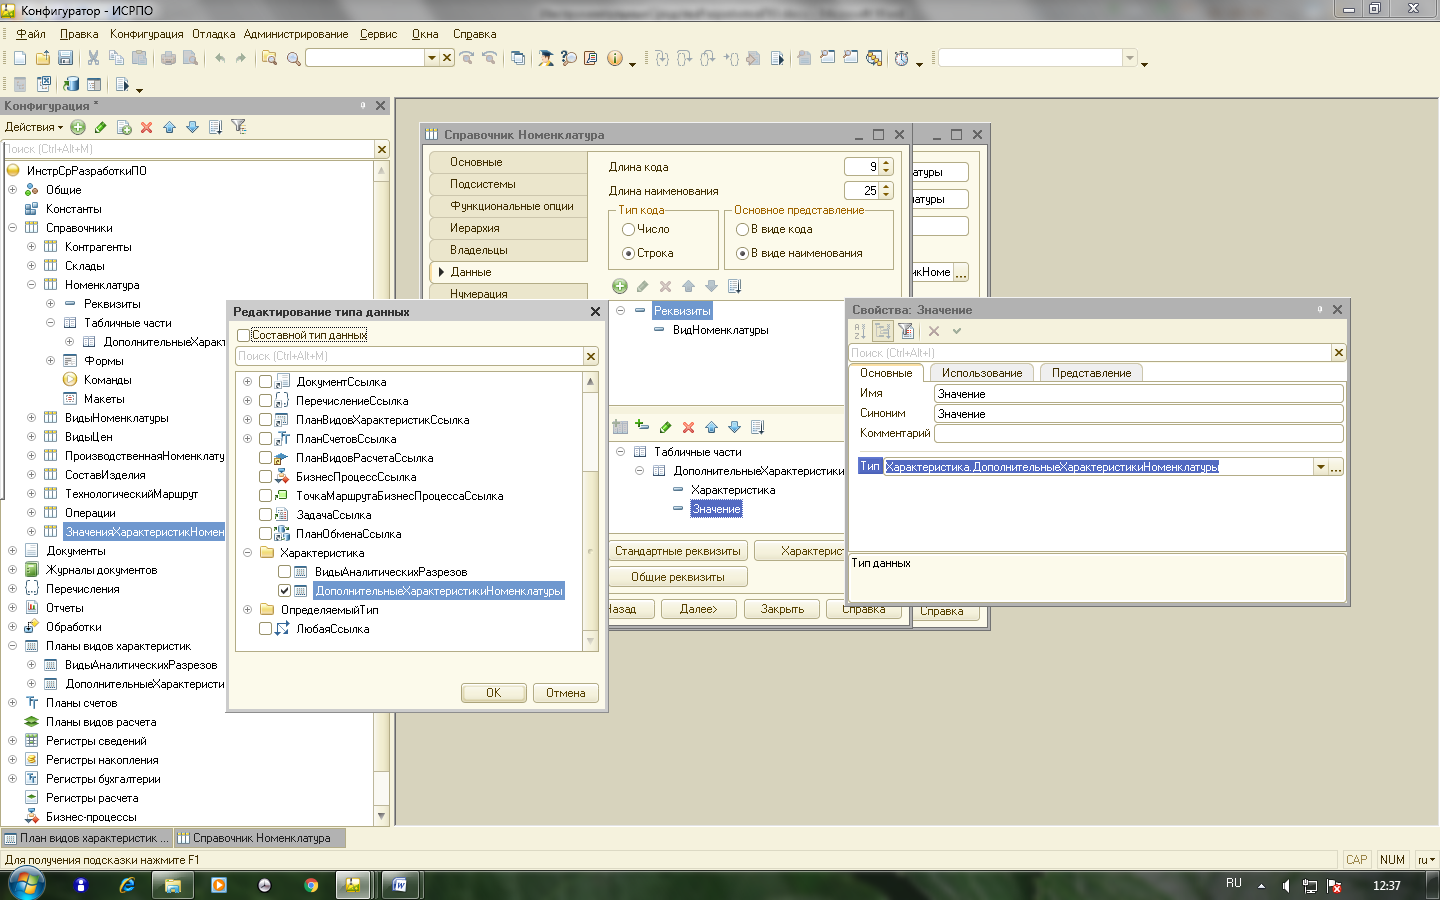 Конфигуратор - ИСРПО
Файл Правка Конфигурация Отладка Администрирование Сервис Окна Справка
Конфигурация *
Действия
Поиск (Ctrl+Alt+M)
ИнстрСрРазработкиПО
Общие
Константы
Справочники
Контрагенты
Склады
Номенклатура
Реквизиты
Табличные части
ДополнительныеХаракт
Формы
Команды
Макеты
ВидыНоменклатуры
ВидыЦен
ПроизводственнаяНоменклату
СоставИзделия
ТехнологическийМаршрут
Операции
ЗначенияХарактеристикНомен
Документы
Журналы документов
Перечисления
Отчеты
Обработки
Планы видов характеристик
ВидыАналитическихРазрезов
ДополнительныеХарактеристи
Планы счетов
Планы видов расчета
Регистры сведений
Регистры накопления
Регистры бухгалтерии
Регистры расчета
Бизнес-процессы
Справочник Номенклатура
Основные
Подсистемы
Функциональные опции
Иерархия
Владельцы
Данные
Нумерация
Длина кода 9
Длина наименования 25
Тип кода
Число
Строка
Основное представление
В виде кода
В виде наименования
Реквизиты
ВидНоменклатуры
Табличные части
ДополнительныеХарактеристики
Характеристика
Значение
Стандартные реквизиты Характерист
Общие реквизиты
Назад Далее> Закрыть Справка
атуры
атуры
икНоме ...
Справка
Редактирование типа данных
Составной тип данных
Поиск (Ctrl+Alt+M)
ДокументСсылка
ПеречислениеСсылка
ПланВидовХарактеристикСсылка
ПланСчетовСсылка
ПланВидовРасчетаСсылка
БизнесПроцессСсылка
ТочкаМаршрутаБизнесПроцессаСсылка
ЗадачаСсылка
ПланОбменаСсылка
Характеристика
ВидыАналитическихРазрезов
ДополнительныеХарактеристикиНоменклатуры
ОпределяемыйТип
ЛюбаяСсылка
OK Отмена
Свойства: Значение
Поиск (Ctrl+Alt+I)
Основные Использование Представление
Имя Значение
Синоним Значение
Комментарий
Тип Характеристика.ДополнительныеХарактеристикиНоменклатуры ...
Тип данных
План видов характеристик ... Справочник Номенклатура
Для получения подсказки нажмите F1 CAP NUM ru
RU 12:37